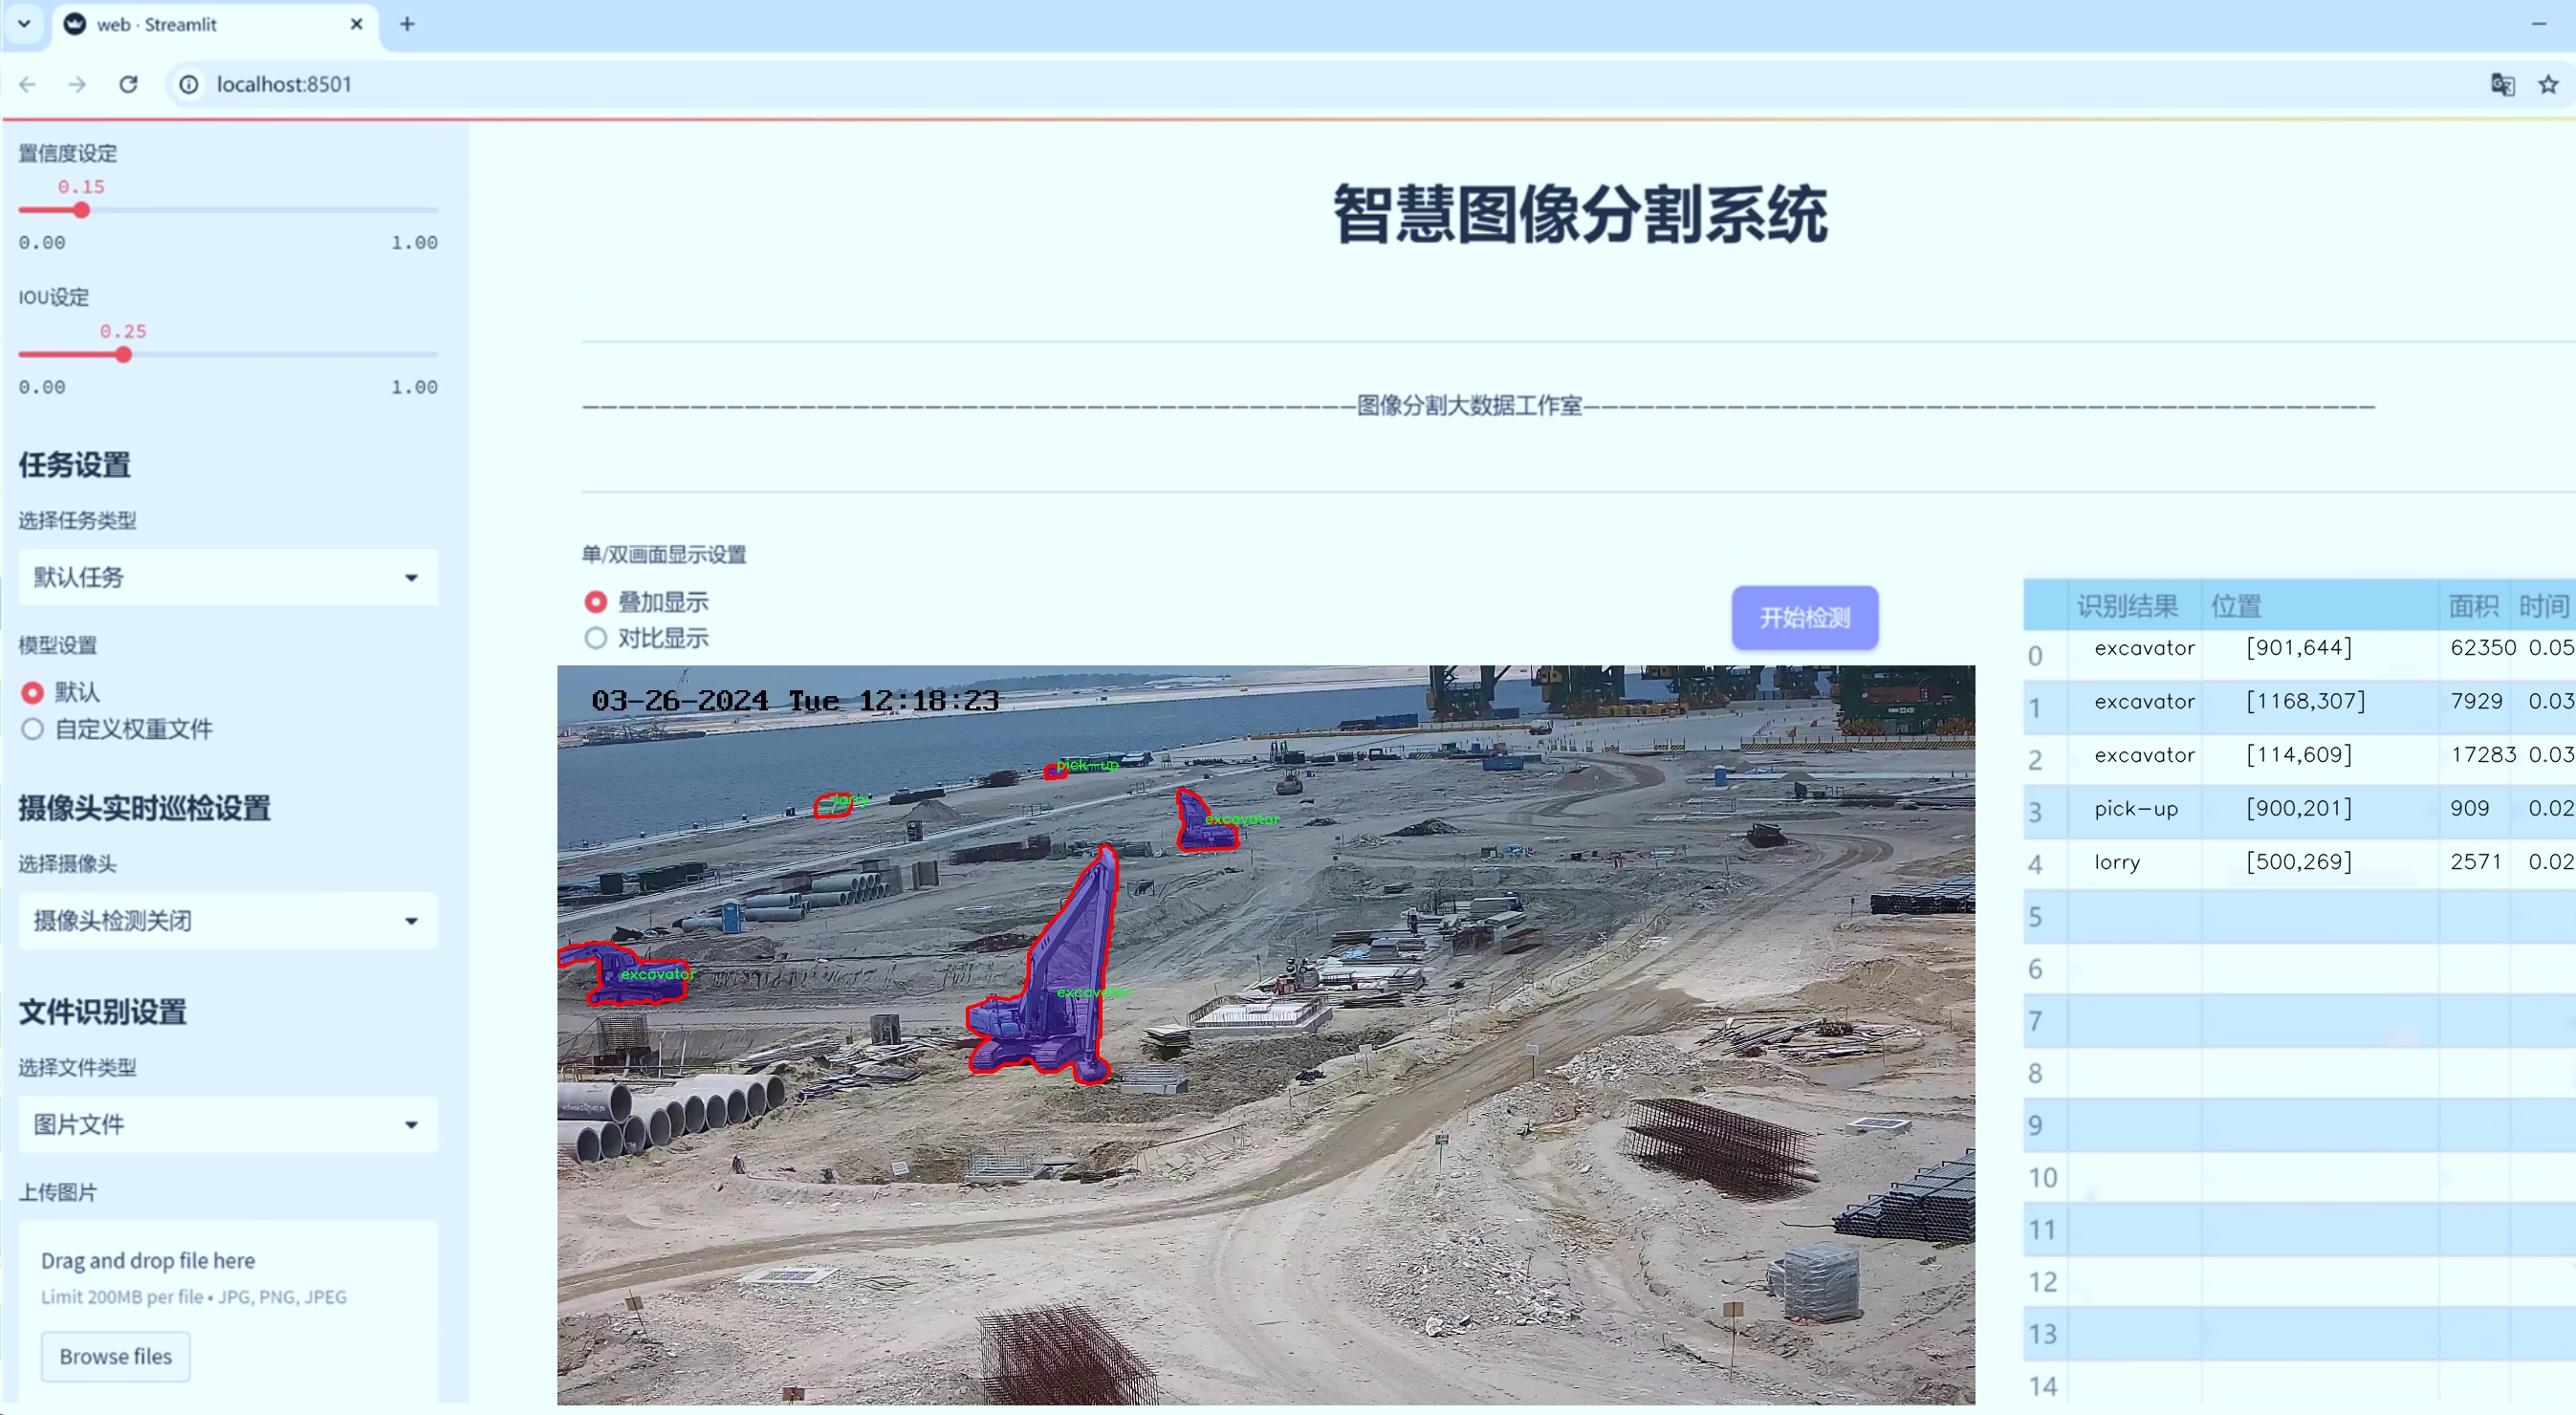 web · Streamlit
localhost:8501
置信度设定
0.15
0.00 1.00
IOU设定
0.25
0.00 1.00
任务设置
选择任务类型
默认任务
模型设置
默认
自定义权重文件
摄像头实时巡检设置
选择摄像头
摄像头检测关闭
文件识别设置
选择文件类型
图片文件
上传图片
Drag and drop file here
Limit 200MB per file • JPG, PNG, JPEG
Browse files
智慧图像分割系统
图像分割大数据工作室
单/双画面显示设置
叠加显示
对比显示
开始检测
03-26-2024 Tue 12:18:23
pick-up
lorry
excavator
excavator
excavator
识别结果 位置 面积 时间
0 excavator [901,644] 62350 0.05
1 excavator [1168,307] 7929 0.03
2 excavator [114,609] 17283 0.03
3 pick-up [900,201] 909 0.02
4 lorry [500,269] 2571 0.02
5
6
7
8
9
10
11
12
13
14